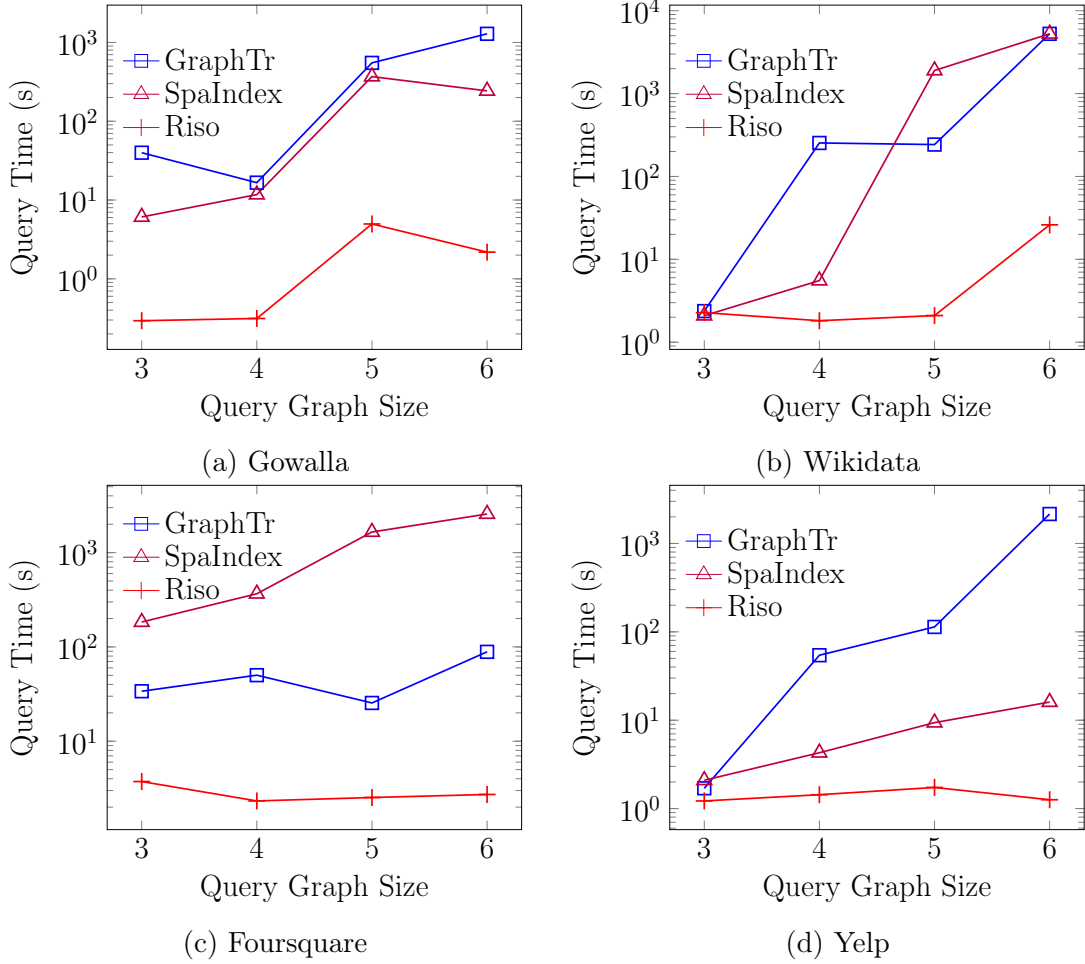 10^3
10^2
10^1
10^0
Query Time (s)
GraphTr
SpaIndex
Riso
3 4 5 6
Query Graph Size
(a) Gowalla
10^4
10^3
10^2
10^1
10^0
Query Time (s)
GraphTr
SpaIndex
Riso
3 4 5 6
Query Graph Size
(b) Wikidata
10^3
10^2
10^1
Query Time (s)
GraphTr
SpaIndex
Riso
3 4 5 6
Query Graph Size
(c) Foursquare
10^3
10^2
10^1
10^0
Query Time (s)
GraphTr
SpaIndex
Riso
3 4 5 6
Query Graph Size
(d) Yelp